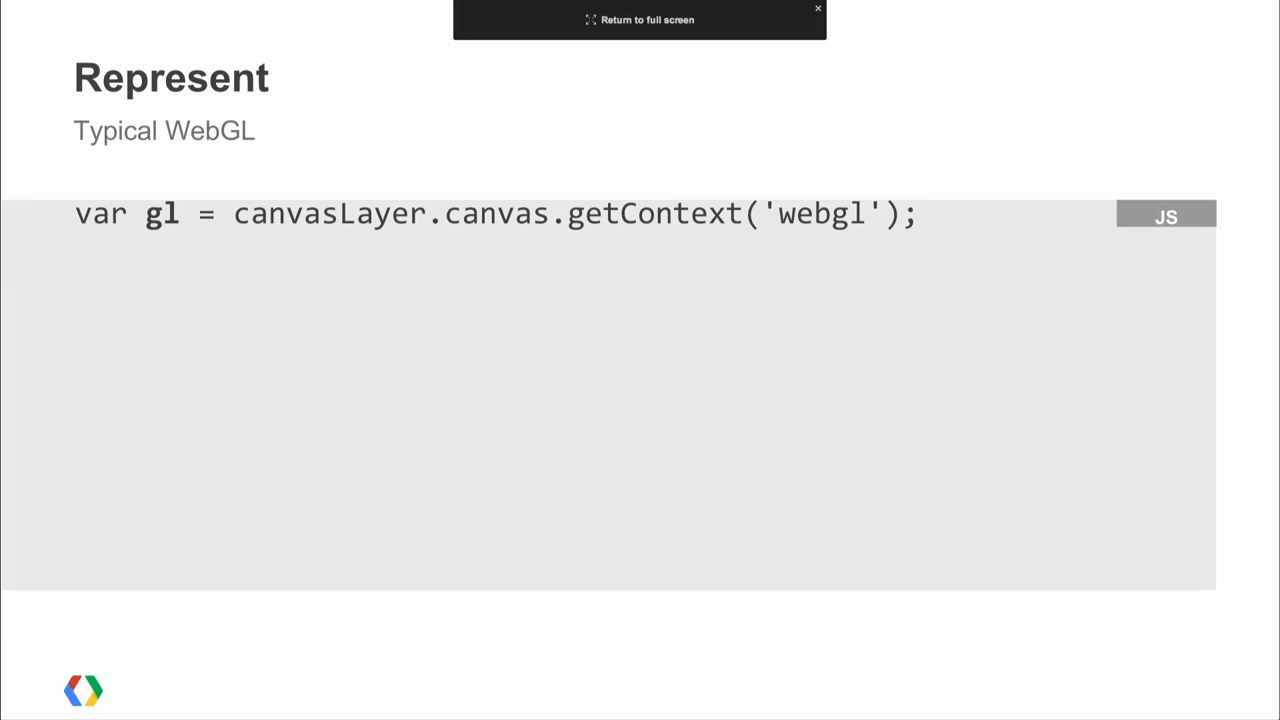 Return to full screen
×
Represent
Typical WebGL
var gl = canvasLayer.canvas.getContext('webgl');
JS